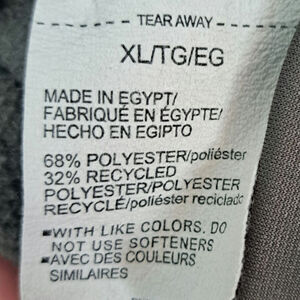 TEAR AWAY
XL/TG/EG
MADE IN EGYPT/
FABRIQUÉ EN ÉGYPTE/
HECHO EN EGIPTO
68% POLYESTER/poliéster
32% RECYCLED
POLYESTER/POLYESTER
RECYCLÉ/poliéster reciclado
▪WITH LIKE COLORS. DO
NOT USE SOFTENERS
▪AVEC DES COULEURS
SIMILAIRES